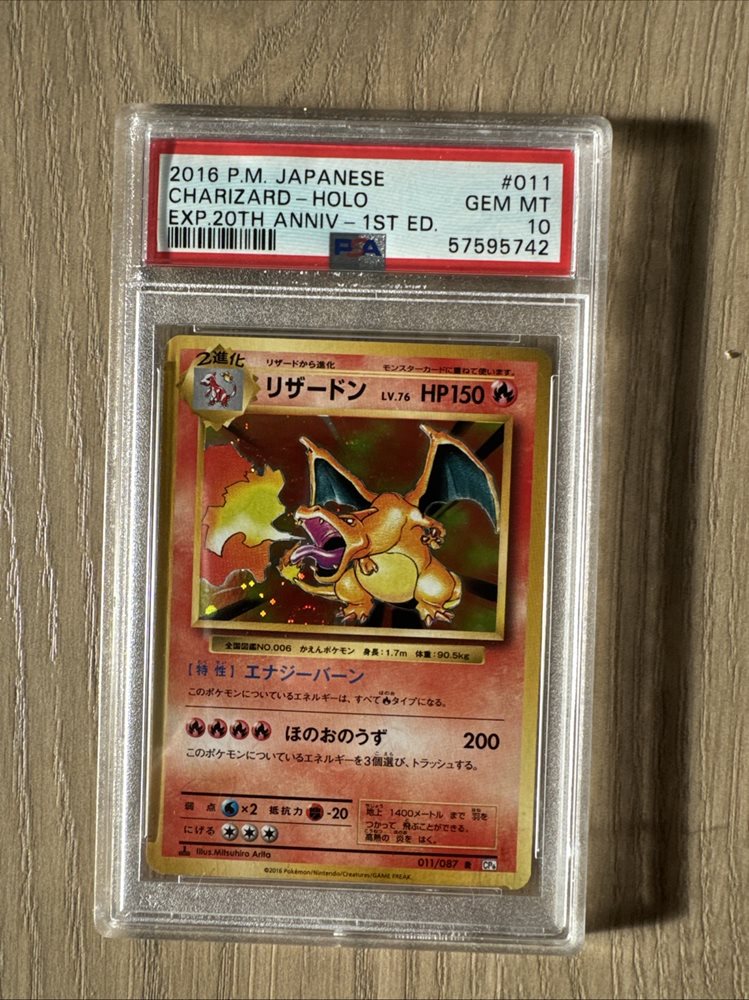 2016 P.M. JAPANESE #011
CHARIZARD-HOLO GEM MT
EXP.20TH ANNIV-1ST ED. 10
PSA 57595742
2進化 リザードから進化 モンスターカードに重ねて使います。
リザードン LV.76 HP150
全国図鑑NO.006 かえんポケモン 身長:1.7m 体重:90.5kg
[特性] エナジーバーン
このポケモンについているエネルギーは、すべてタイプになる。
ほのおのうず 200
このポケモンについているエネルギーを3個選び、トラッシュする。
弱点 ×2 抵抗力 -20
にげる
地上 1400メートル まで 羽を
つかって 飛ぶことができる。
高熱の 炎を はく。
Illus.Mitsuhiro Arita
011/087 R CP6
©2016 Pokémon/Nintendo/Creatures/GAME FREAK.